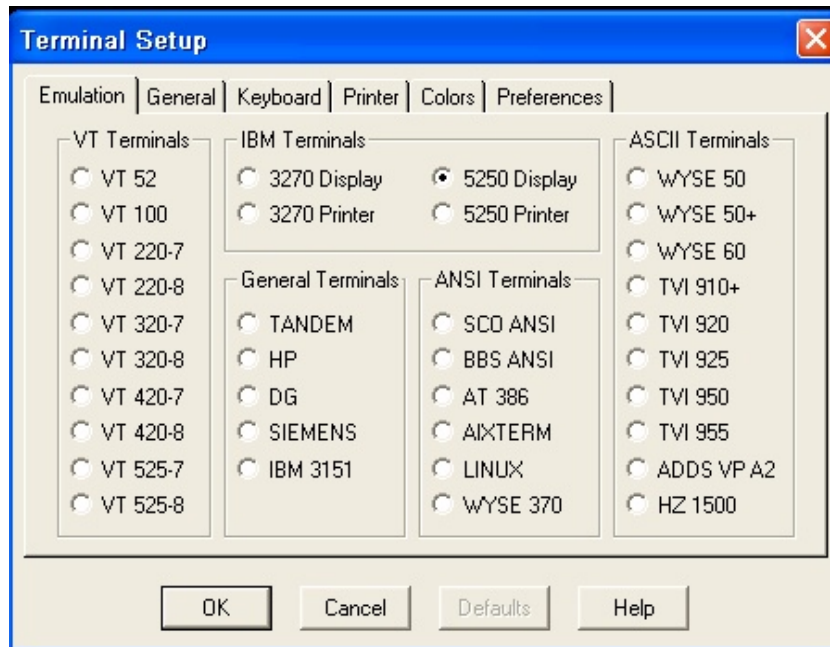 Terminal Setup
Emulation General Keyboard Printer Colors Preferences
VT Terminals
VT 52
VT 100
VT 220-7
VT 220-8
VT 320-7
VT 320-8
VT 420-7
VT 420-8
VT 525-7
VT 525-8
IBM Terminals
3270 Display 5250 Display
3270 Printer 5250 Printer
General Terminals
TANDEM
HP
DG
SIEMENS
IBM 3151
ANSI Terminals
SCO ANSI
BBS ANSI
AT 386
AIXTERM
LINUX
WYSE 370
ASCII Terminals
WYSE 50
WYSE 50+
WYSE 60
TVI 910+
TVI 920
TVI 925
TVI 950
TVI 955
ADDS VP A2
HZ 1500
OK Cancel Defaults Help